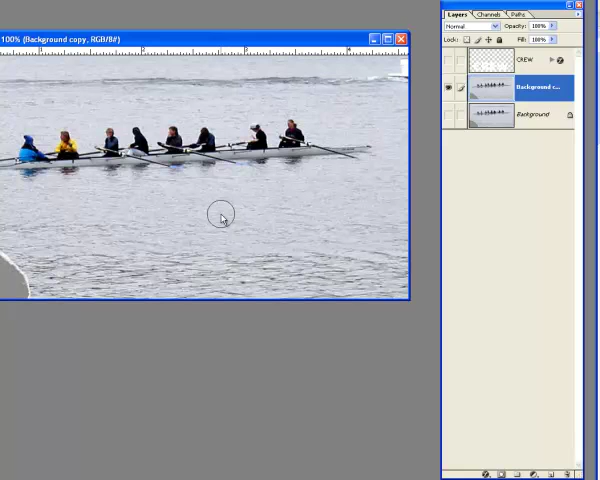 100% (Background copy, RGB/8#)
Layers Channels Paths
Normal Opacity: 100%
Lock: Fill: 100%
CREW
Background c...
Background